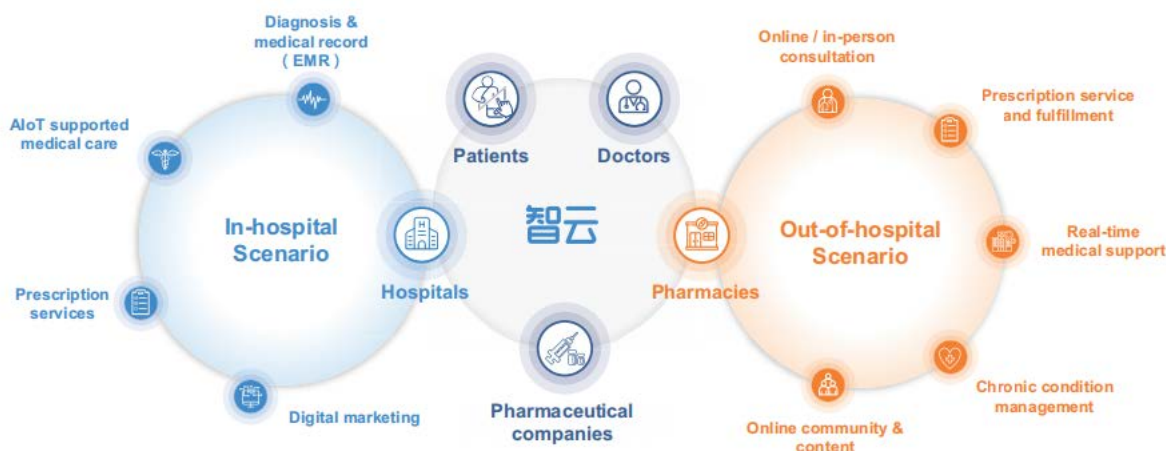 Diagnosis &
medical record
( EMR )
AIoT supported
medical care
In-hospital
Scenario
Prescription
services
Digital marketing
Hospitals
Patients
Doctors
智云
Pharmaceutical
companies
Pharmacies
Online / in-person
consultation
Prescription service
and fulfillment
Out-of-hospital
Scenario
Real-time
medical support
Chronic condition
management
Online community &
content